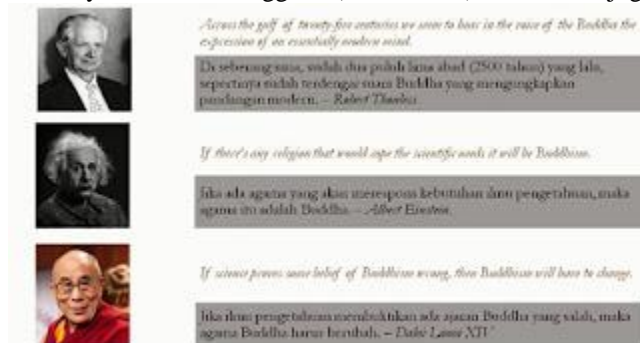 Across the gulf of twenty-five centuries we seem to hear in the voice of the Buddha the
expression of an essentially modern mind.
Di seberang sana, sudah dua puluh lima abad (2500 tahun) yang lalu,
sepertinya sudah terdengar suara Buddha yang mengungkapkan
pandangan modern. – Robert
If there's any religion that would cope the scientific needs it will be Buddhism.
Jika ada agama yang akan merespons kebutuhan ilmu pengetahuan, maka
agama itu adalah Buddha. – Albert Einstein
If science proves some belief of Buddhism wrong, then Buddhism will have to change.
Jika ilmu pengetahuan membuktikan ada ajaran Buddha yang salah, maka
agama Buddha harus berubah. – Dalai Lama XIV